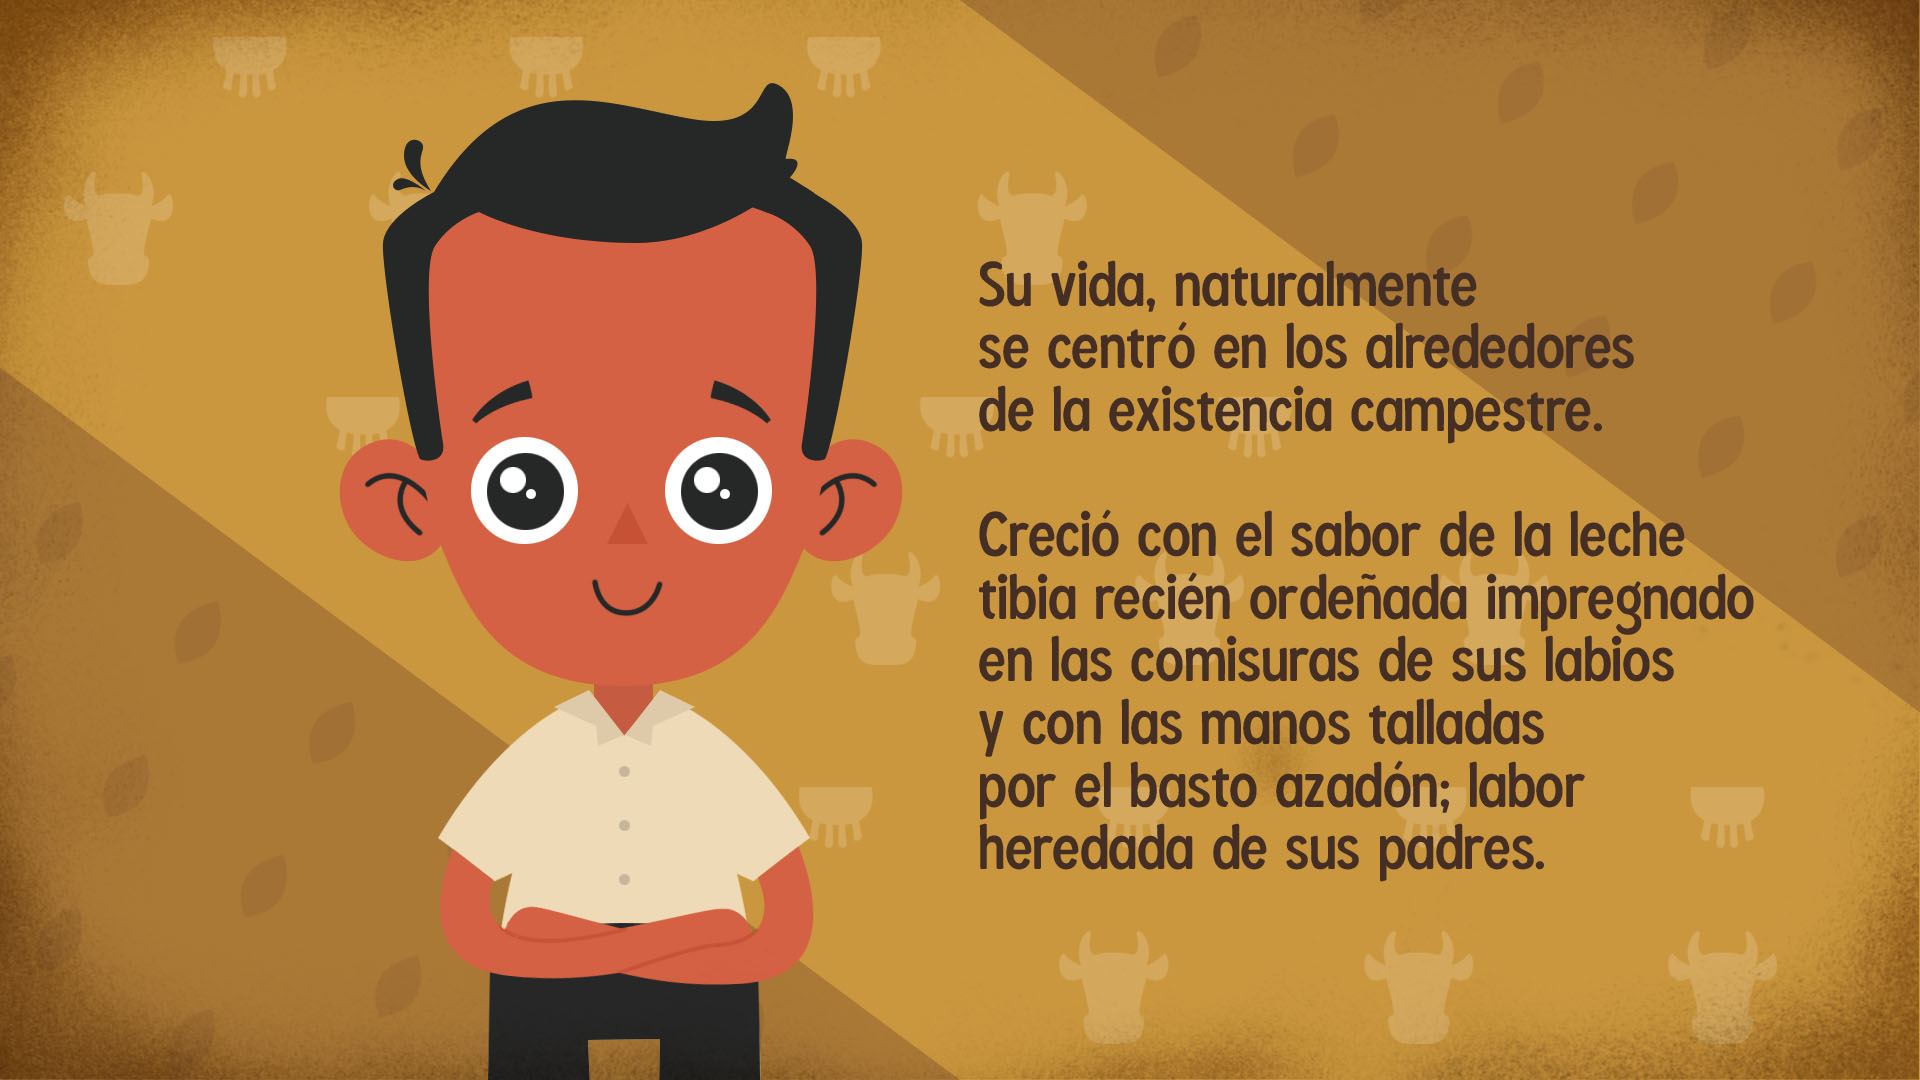 Su vida, naturalmente
se centró en los alrededores
de la existencia campestre.
Creció con el sabor de la leche
tibia recién ordeñada impregnado
en las comisuras de sus labios
y con las manos talladas
por el basto azadón; labor
heredada de sus padres.